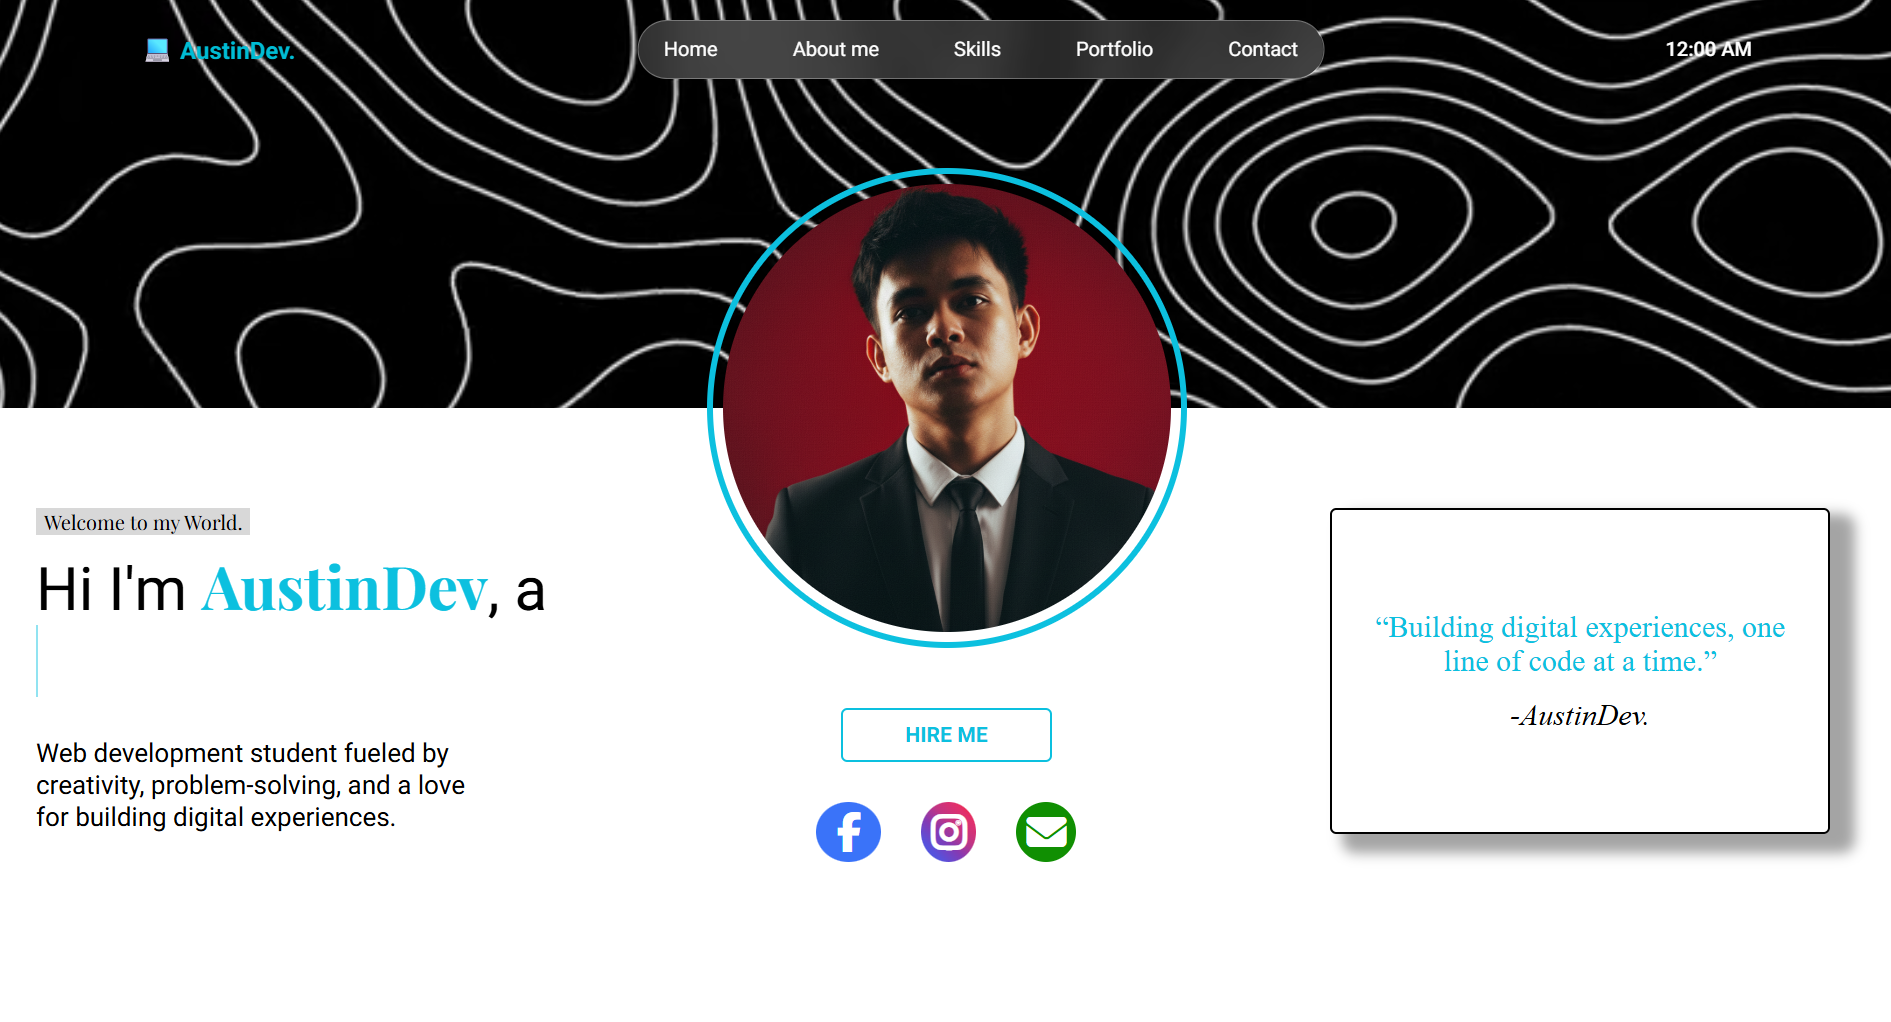 AustinDev.
Home
About me
Skills
Portfolio
Contact
12:00 AM
Welcome to my World.
Hi I'm AustinDev, a
Web development student fueled by
creativity, problem-solving, and a love
for building digital experiences.
HIRE ME
“Building digital experiences, one
line of code at a time.”
-AustinDev.